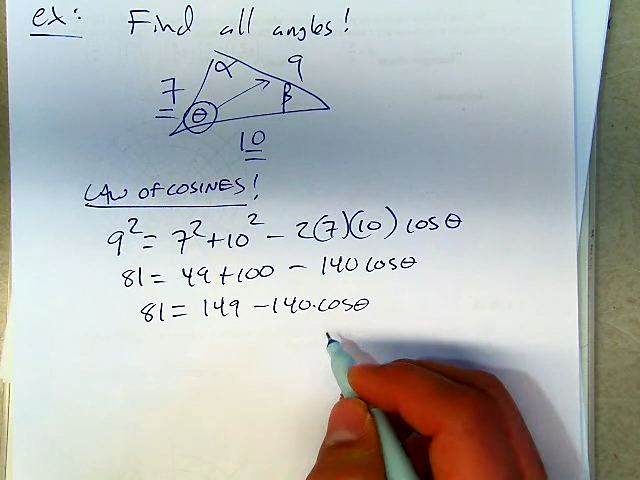 ex: Find all angles!
α 9
7 β
θ
10
LAW OF COSINES!
9² = 7² + 10² - 2(7)(10) cos θ
81 = 49 + 100 - 140 cos θ
81 = 149 - 140 · cos θ